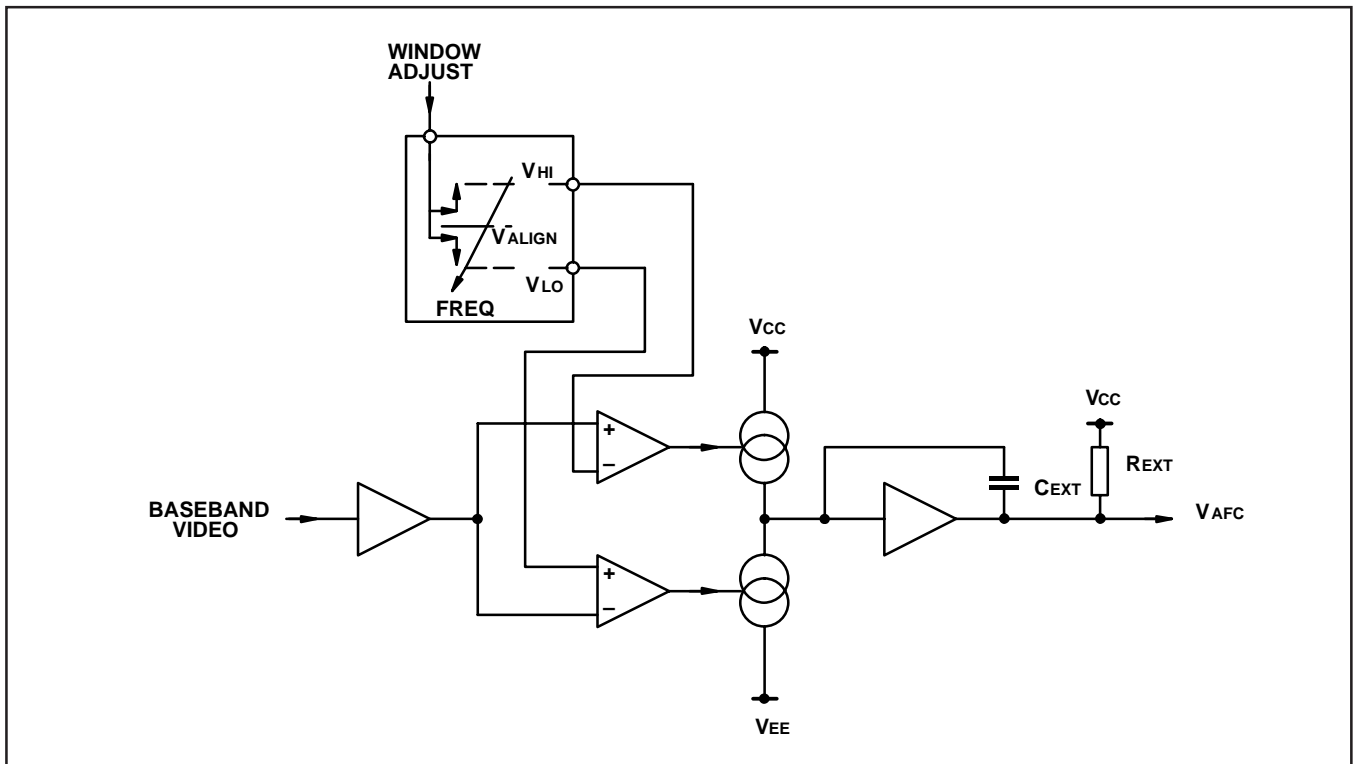 WINDOW
ADJUST
VHI
VALIGN
VLO
FREQ
VCC
VCC
+
−
REXT
CEXT
BASEBAND
VIDEO
VAFC
+
−
VEE